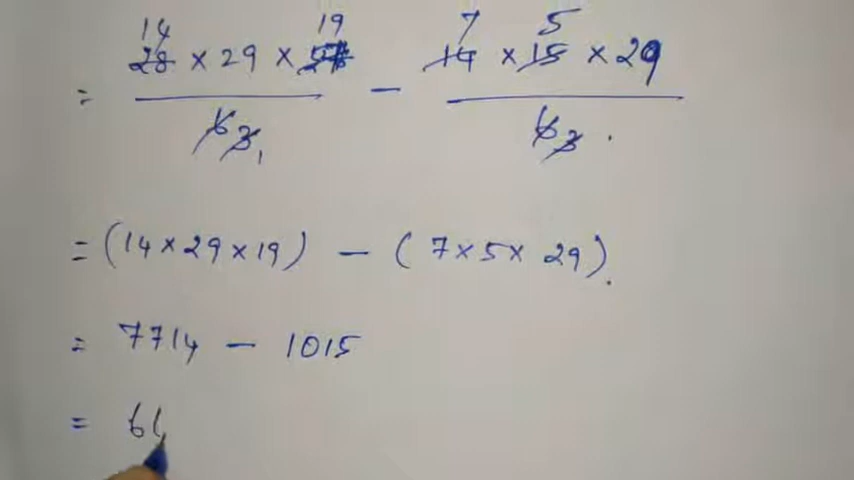 14 19 7 5
= 28 × 29 × 57 - 14 × 15 × 29
6 3 1 6 3 .
= (14 × 29 × 19) - (7 × 5 × 29).
= 7714 - 1015
= 6